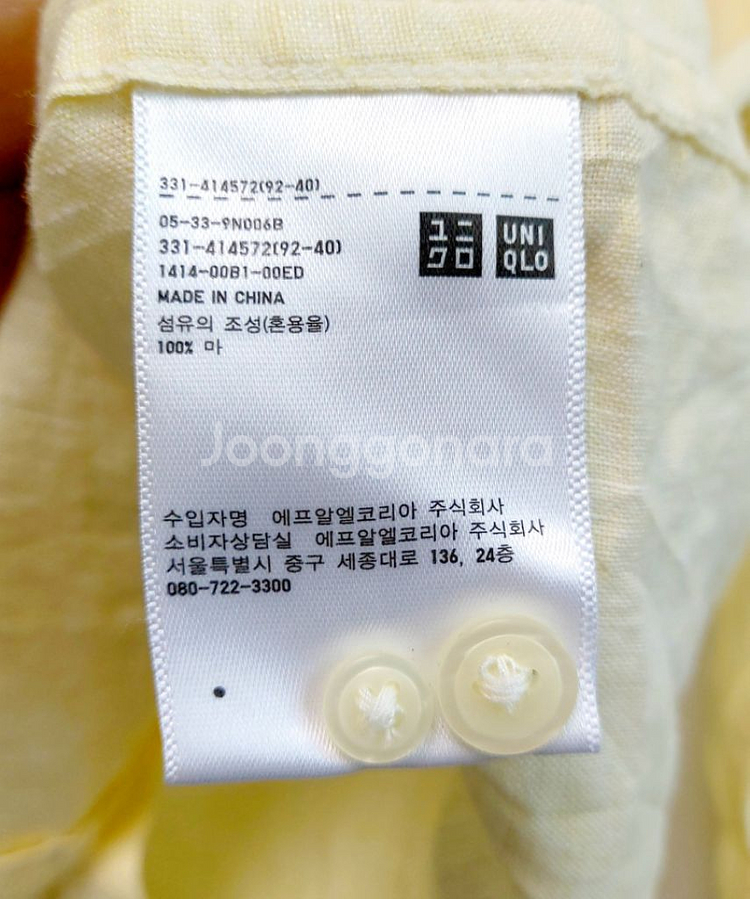 331-414572(92-40)
05-33-9N006B
331-414572(92-40)
1414-00B1-00ED
MADE IN CHINA
섬유의 조성(혼용율)
100% 마
ユニ
クロ
UNI
QLO
Joonggonara
수입자명 에프알엘코리아 주식회사
소비자상담실 에프알엘코리아 주식회사
서울특별시 중구 세종대로 136, 24층
080-722-3300